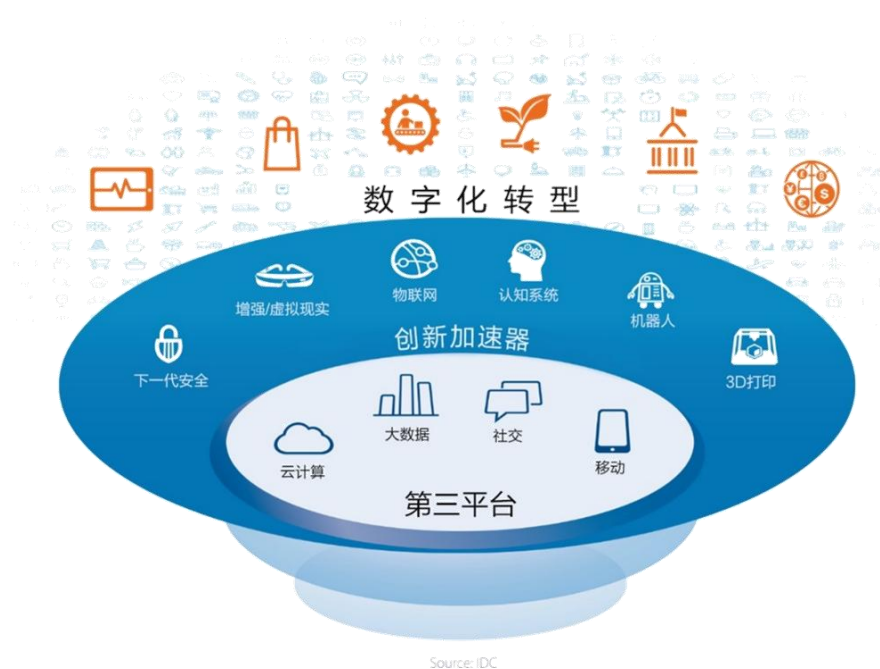 数字化转型
增强/虚拟现实
物联网
认知系统
机器人
下一代安全
创新加速器
3D打印
云计算
大数据
社交
移动
第三平台
Source: IDC